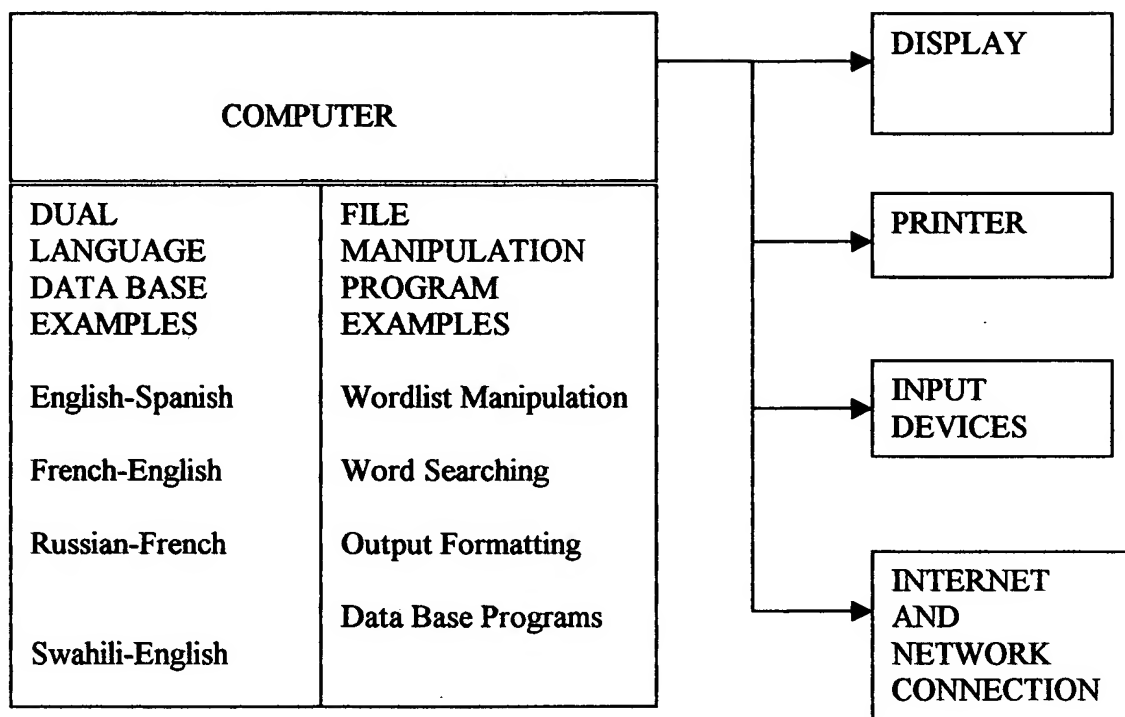 COMPUTER
DUAL
LANGUAGE
DATA BASE
EXAMPLES
English-Spanish
French-English
Russian-French
Swahili-English
FILE
MANIPULATION
PROGRAM
EXAMPLES
Wordlist Manipulation
Word Searching
Output Formatting
Data Base Programs
DISPLAY
PRINTER
INPUT
DEVICES
INTERNET
AND
NETWORK
CONNECTION